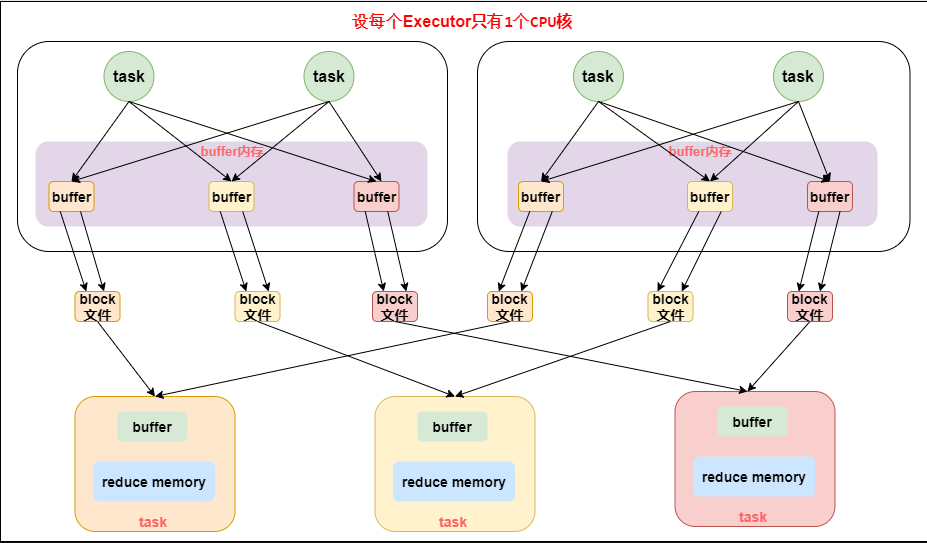 设每个Executor只有1个CPU核
task
task
task
task
buffer内存
buffer内存
buffer
buffer
buffer
buffer
buffer
buffer
block
文件
block
文件
block
文件
block
文件
block
文件
block
文件
buffer
buffer
buffer
reduce memory
reduce memory
reduce memory
task
task
task